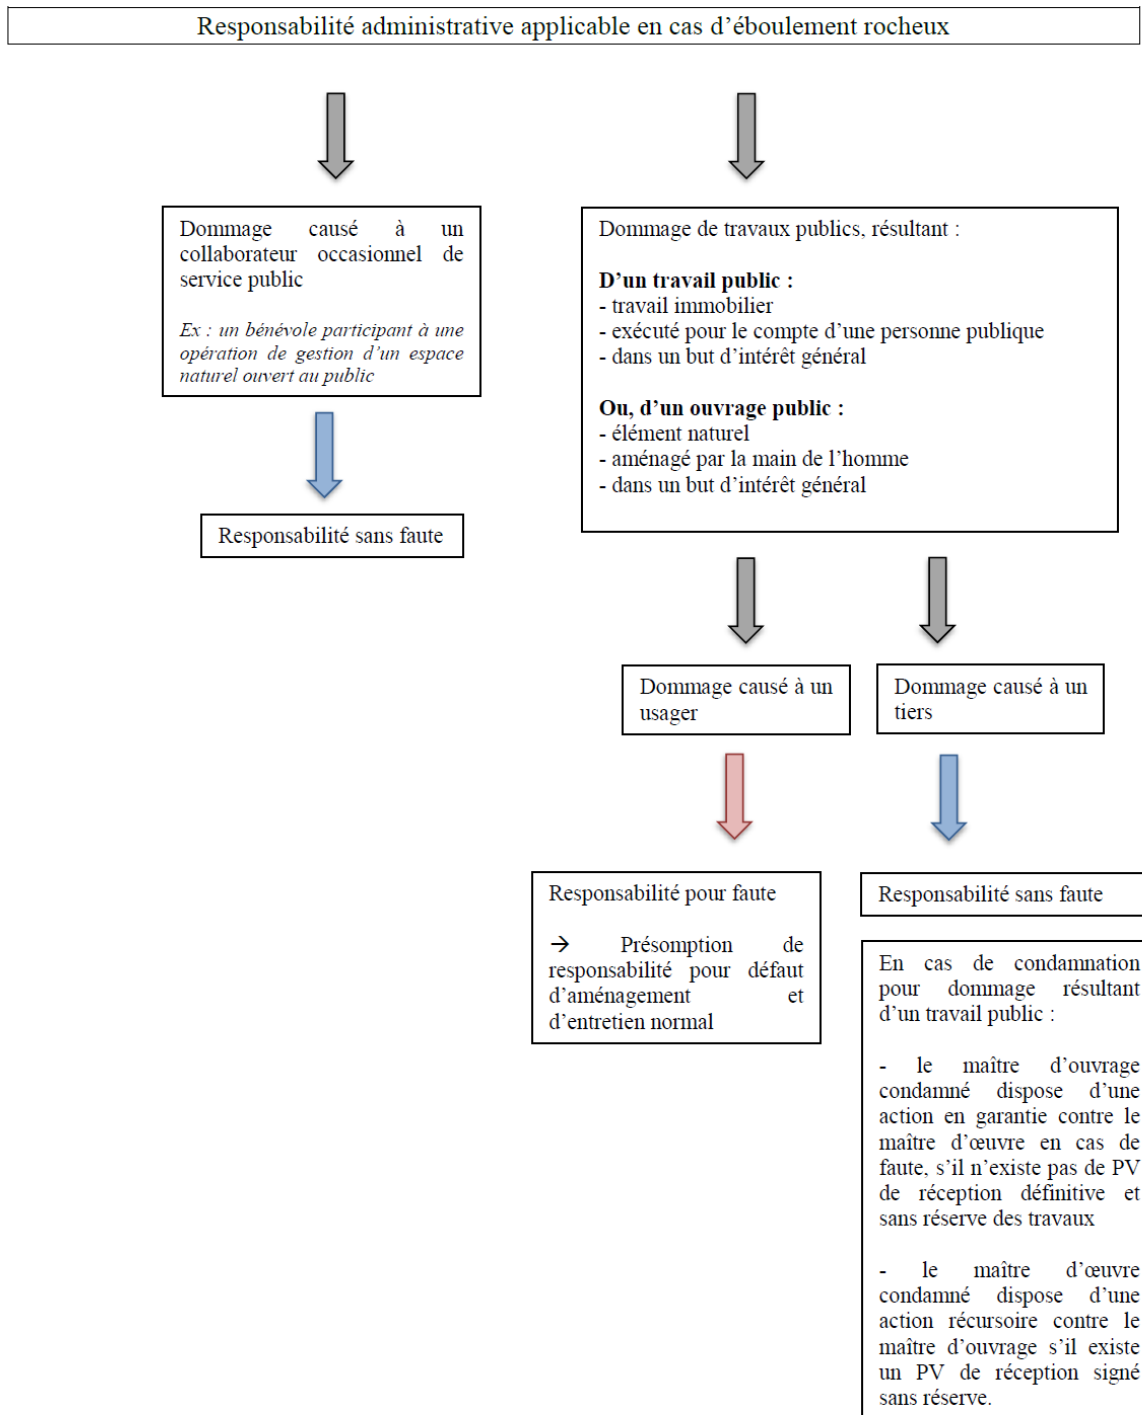 Responsabilité administrative applicable en cas d’éboulement rocheux
Dommage causé à un
collaborateur occasionnel de
service public
Ex : un bénévole participant à une
opération de gestion d’un espace
naturel ouvert au public
Responsabilité sans faute
Dommage de travaux publics, résultant :
D’un travail public :
- travail immobilier
- exécuté pour le compte d’une personne publique
- dans un but d’intérêt général
Ou, d’un ouvrage public :
- élément naturel
- aménagé par la main de l’homme
- dans un but d’intérêt général
Dommage causé à un
usager
Dommage causé à un
tiers
Responsabilité pour faute
→ Présomption de
responsabilité pour défaut
d’aménagement et
d’entretien normal
Responsabilité sans faute
En cas de condamnation
pour dommage résultant
d’un travail public :
- le maître d’ouvrage
condamné dispose d’une
action en garantie contre le
maître d’œuvre en cas de
faute, s’il n’existe pas de PV
de réception définitive et
sans réserve des travaux
- le maître d’œuvre
condamné dispose d’une
action récursoire contre le
maître d’ouvrage s’il existe
un PV de réception signé
sans réserve.